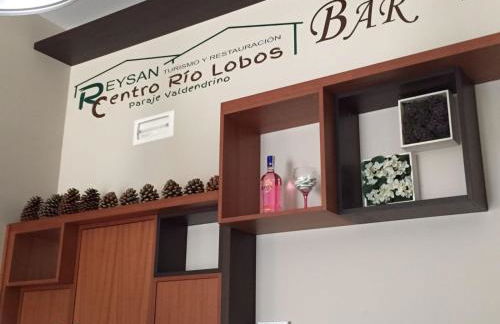 REYSAN TURISMO Y RESTAURACIÓN
Centro Río Lobos
Paraje Valdendrino
BAR